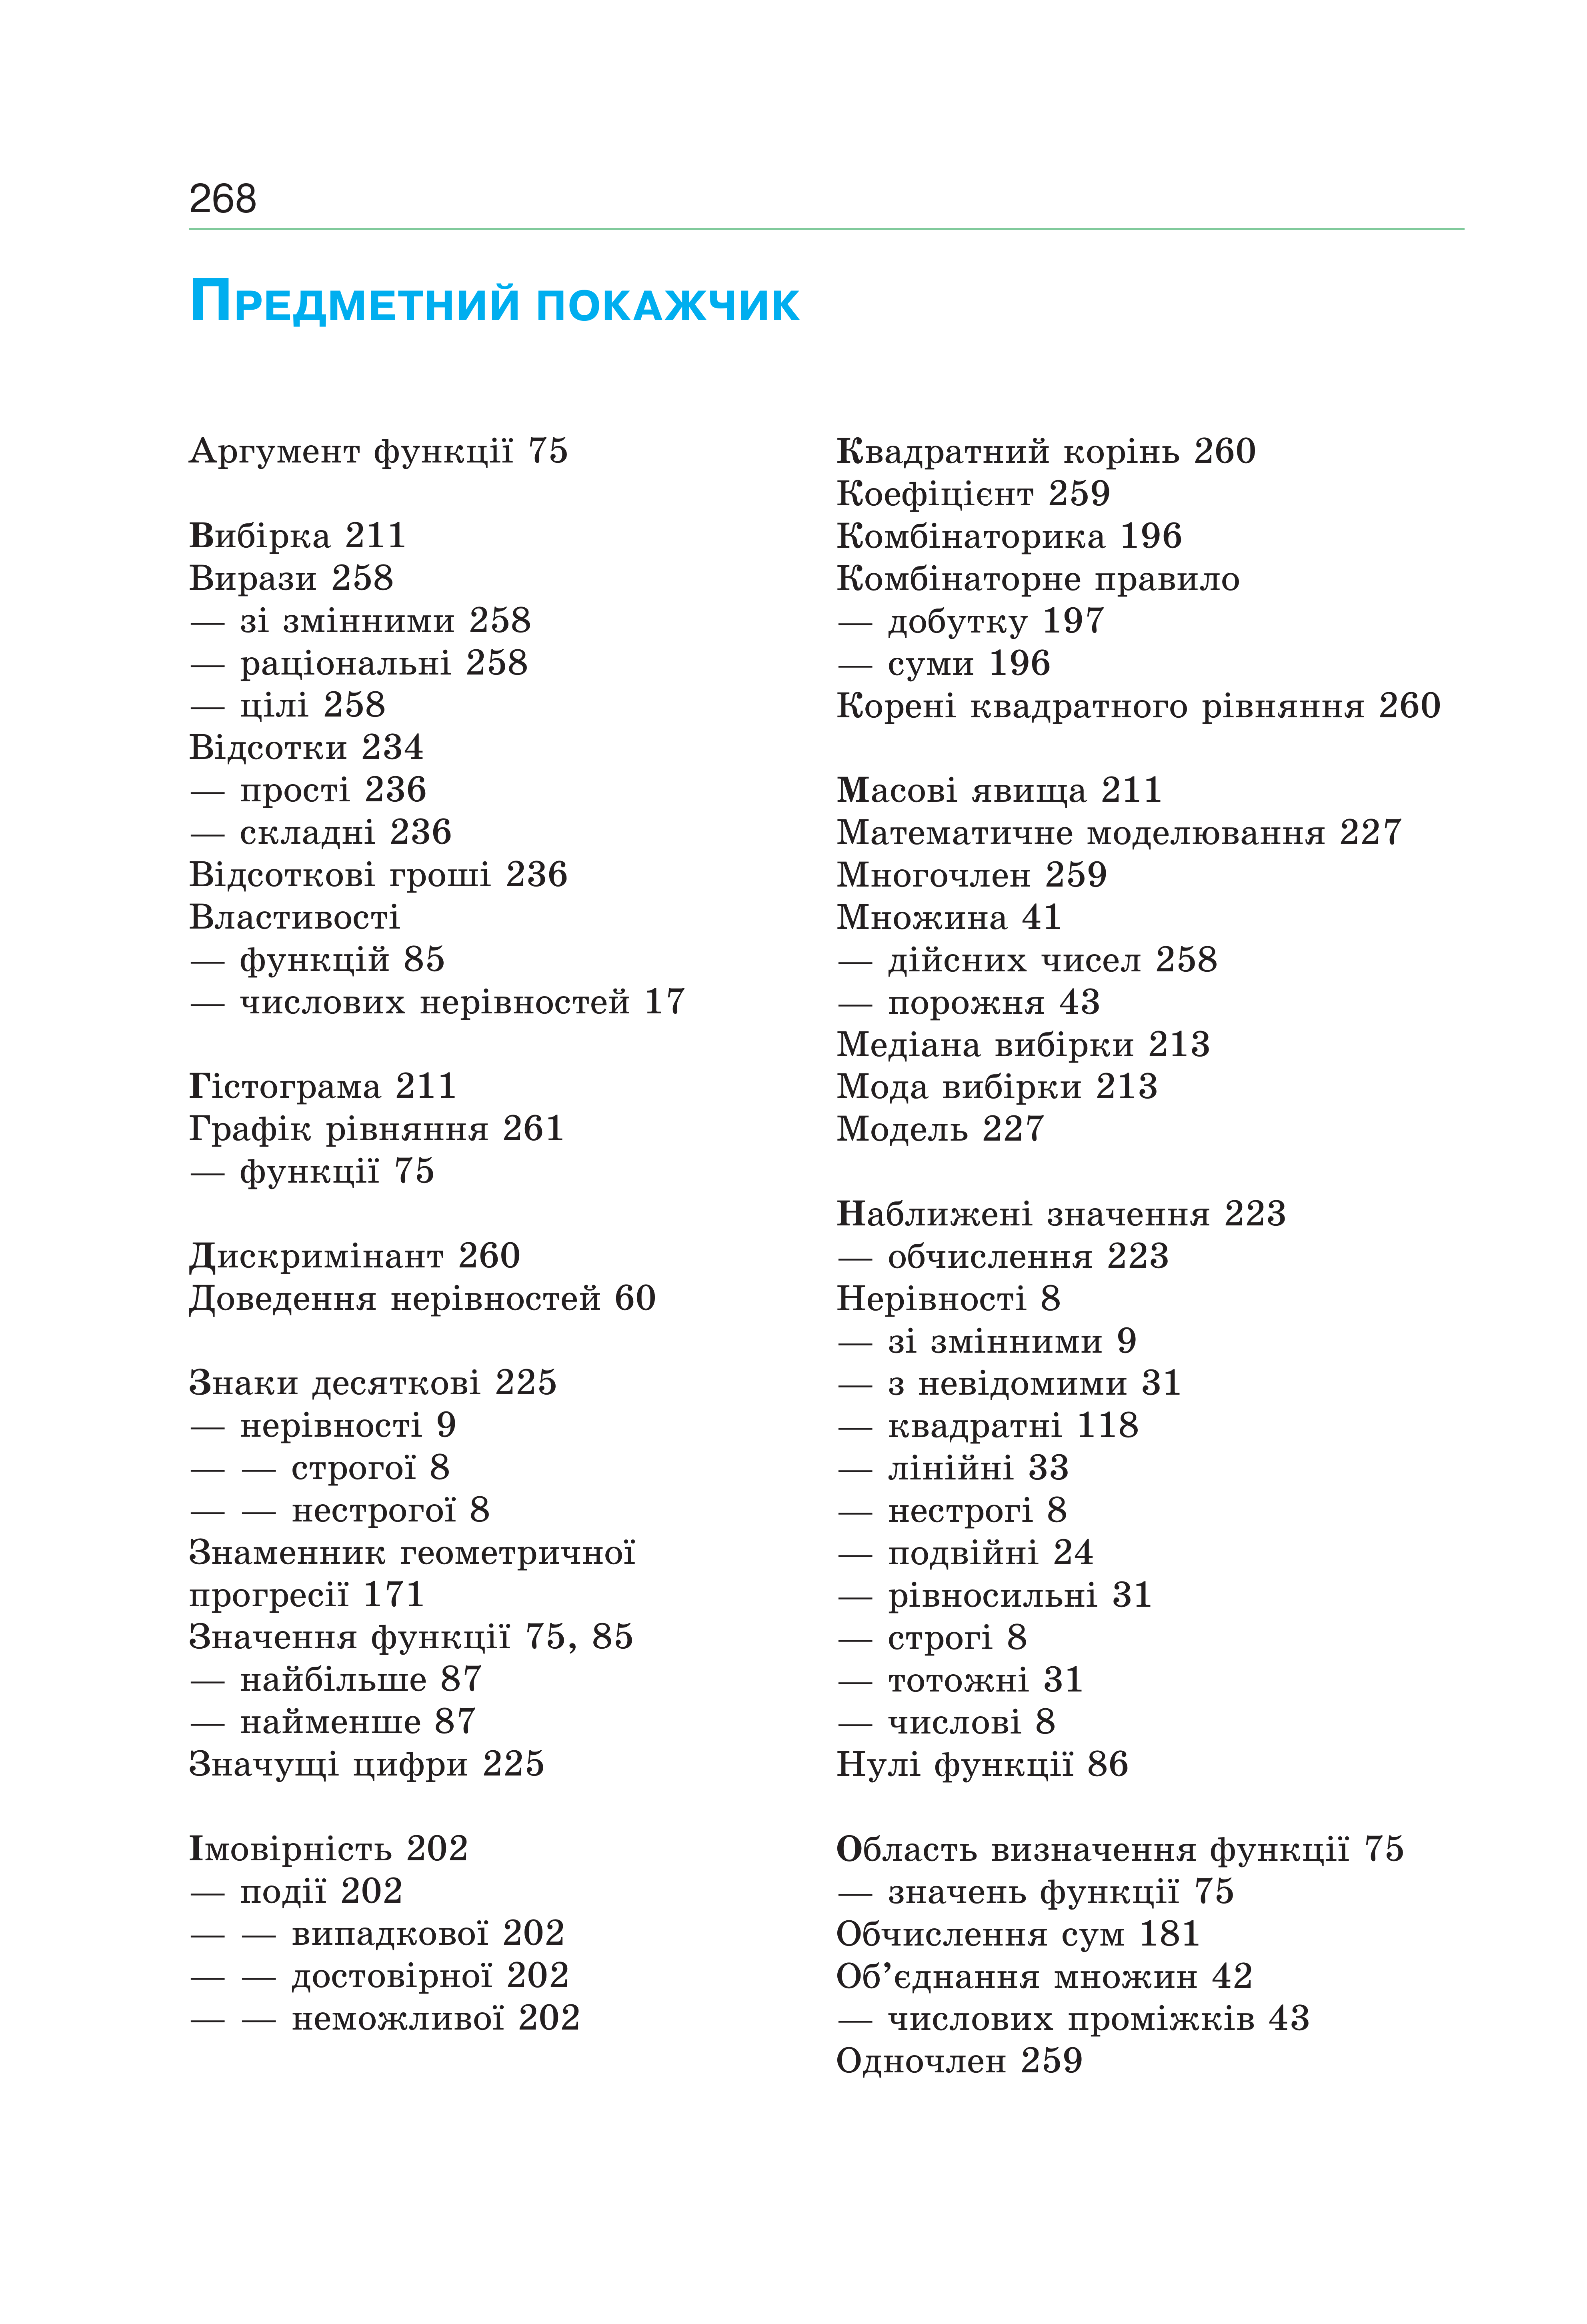 268
Предметний покажчик
Аргумент функції 75
Вибірка 211
Вирази 258
— зі змінними 258
— раціональні 258
— цілі 258
Відсотки 234
— прості 236
— складні 236
Відсоткові гроші 236
Властивості
— функцій 85
— числових нерівностей 17
Гістограма 211
Графік рівняння 261
— функції 75
Дискримінант 260
Доведення нерівностей 60
Знаки десяткові 225
— нерівності 9
— — строгої 8
— — нестрогої 8
Знаменник геометричної
прогресії 171
Значення функції 75, 85
— найбільше 87
— найменше 87
Значущі цифри 225
Імовірність 202
— події 202
— — випадкової 202
— — достовірної 202
— — неможливої 202
Квадратний корінь 260
Коефіцієнт 259
Комбінаторика 196
Комбінаторне правило
— добутку 197
— суми 196
Корені квадратного рівняння 260
Масові явища 211
Математичне моделювання 227
Многочлен 259
Множина 41
— дійсних чисел 258
— порожня 43
Медіана вибірки 213
Мода вибірки 213
Модель 227
Наближені значення 223
— обчислення 223
Нерівності 8
— зі змінними 9
— з невідомими 31
— квадратні 118
— лінійні 33
— нестрогі 8
— подвійні 24
— рівносильні 31
— строгі 8
— тотожні 31
— числові 8
Нулі функції 86
Область визначення функції 75
— значень функції 75
Обчислення сум 181
Об’єднання множин 42
— числових проміжків 43
Одночлен 259